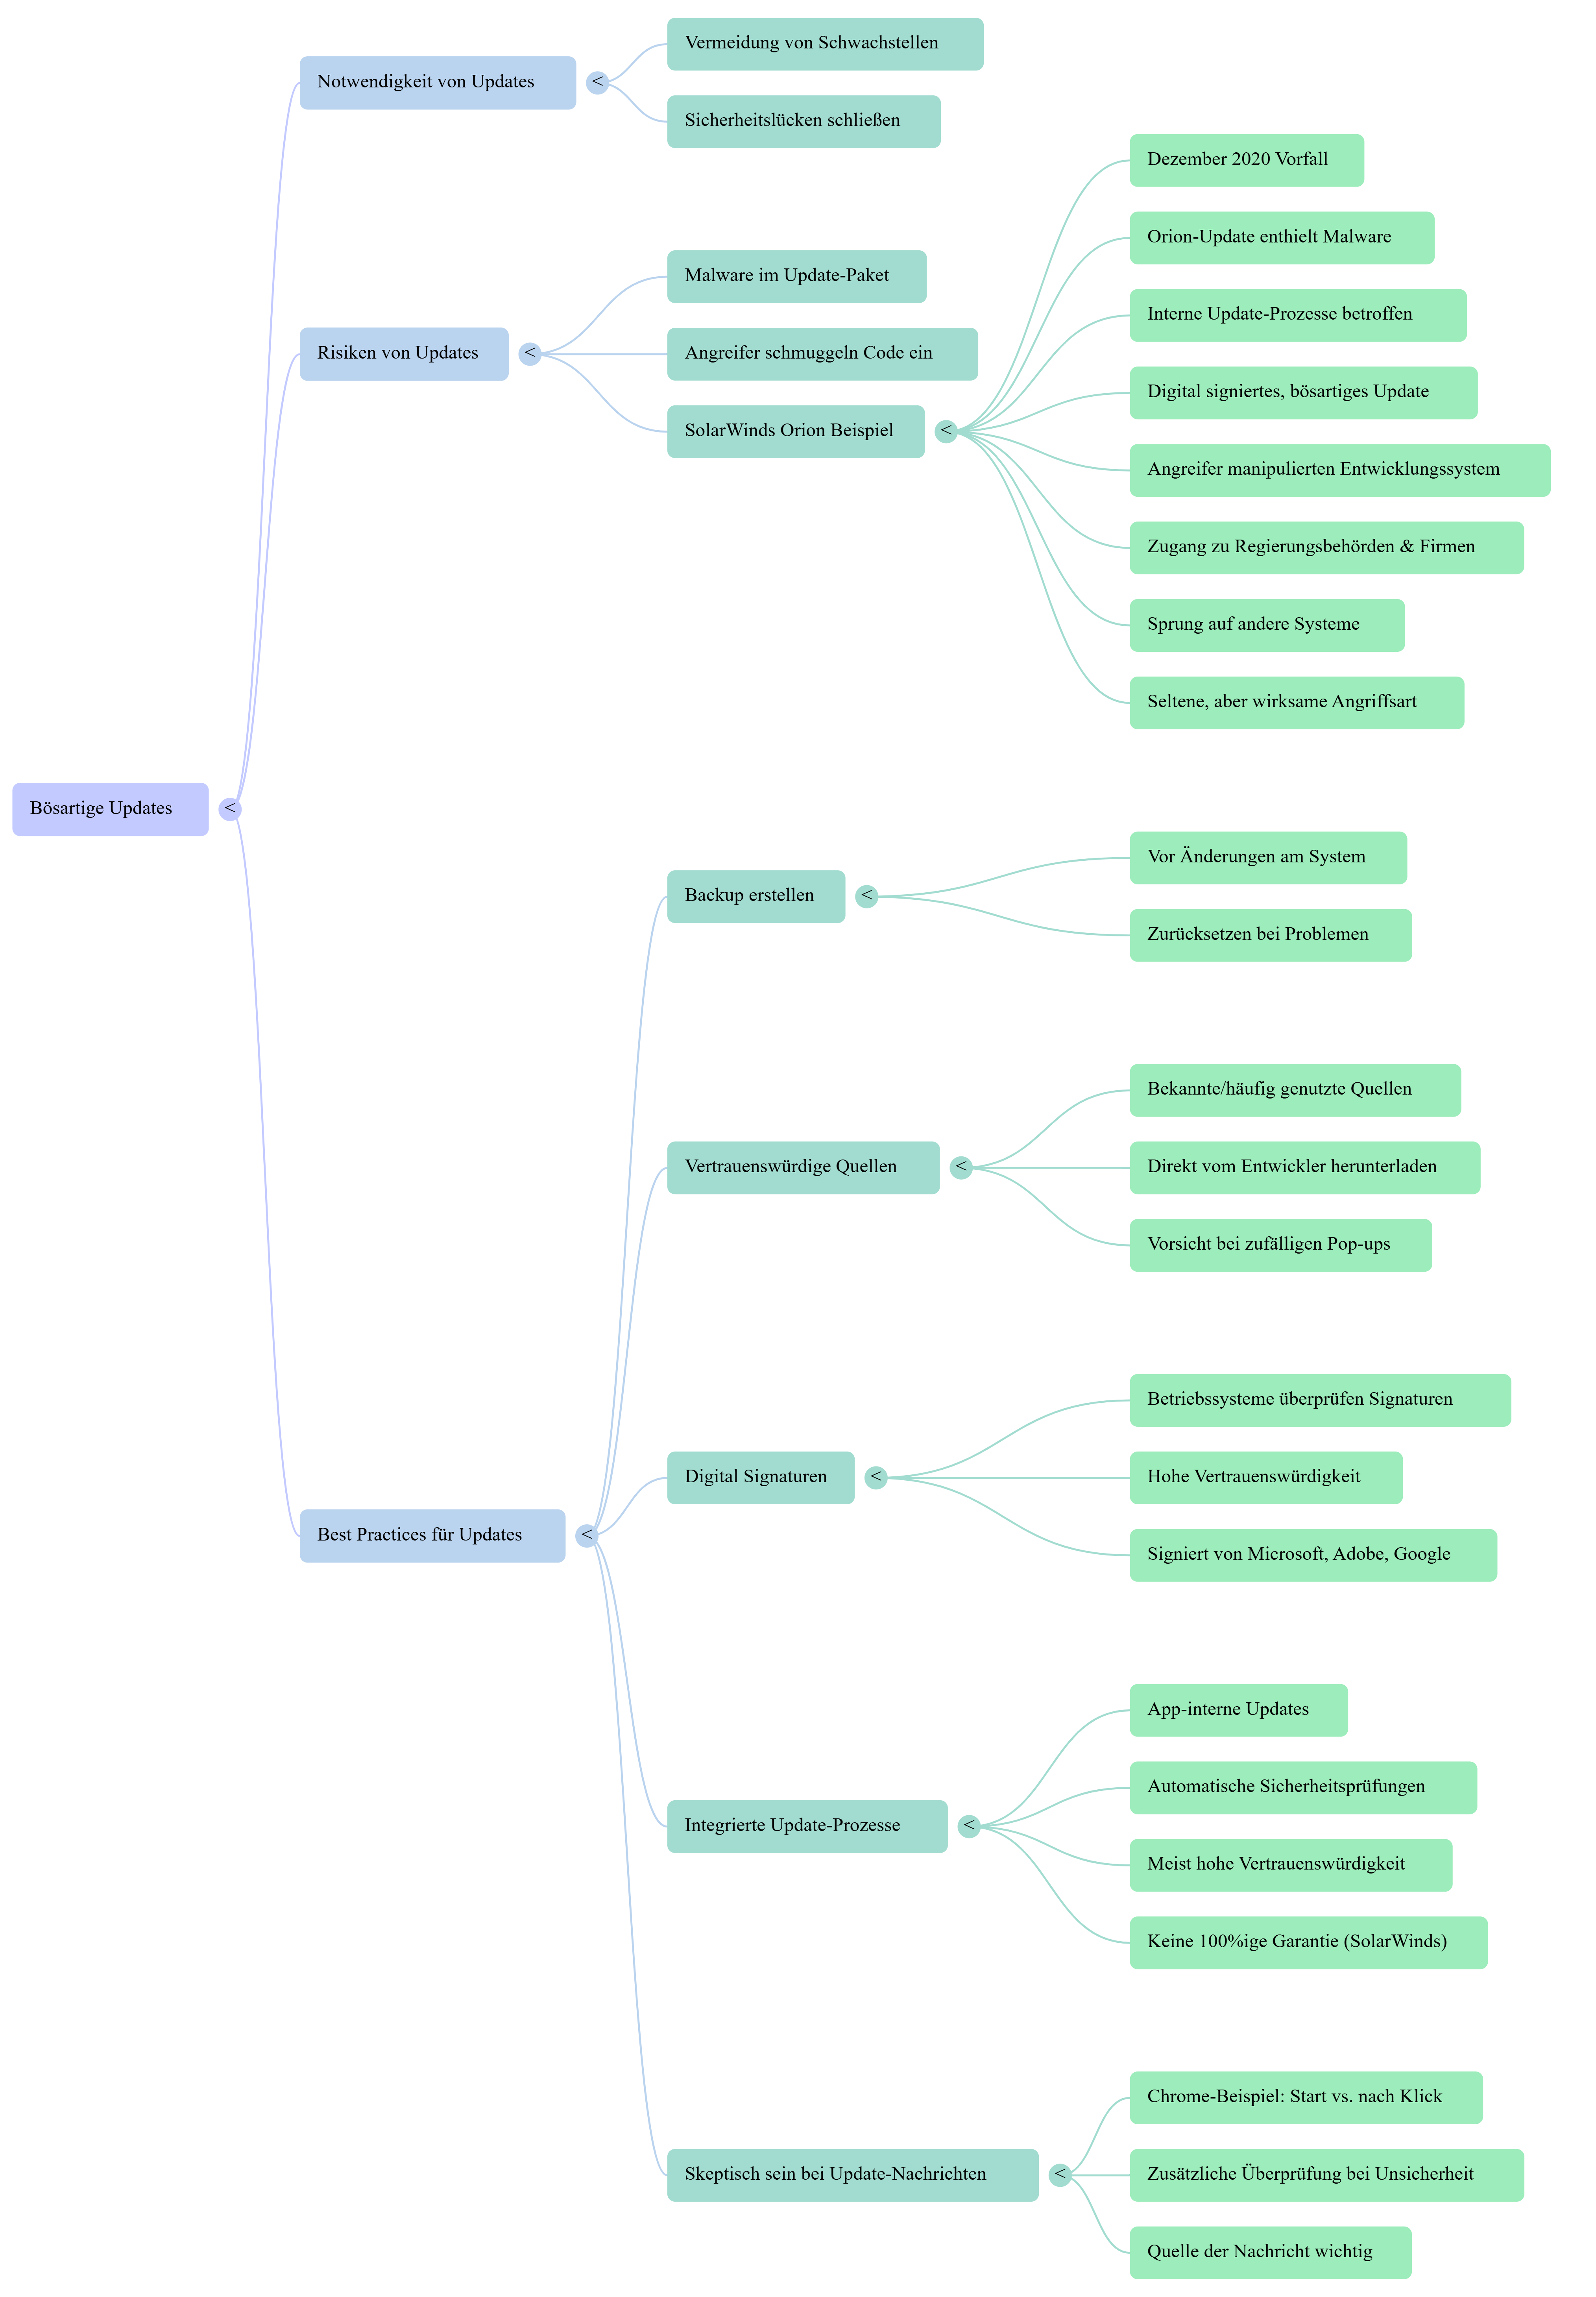 Bösartige Updates
Notwendigkeit von Updates
Vermeidung von Schwachstellen
Sicherheitslücken schließen
Risiken von Updates
Malware im Update-Paket
Angreifer schmuggeln Code ein
SolarWinds Orion Beispiel
Dezember 2020 Vorfall
Orion-Update enthielt Malware
Interne Update-Prozesse betroffen
Digital signiertes, bösartiges Update
Angreifer manipulierten Entwicklungssystem
Zugang zu Regierungsbehörden & Firmen
Sprung auf andere Systeme
Seltene, aber wirksame Angriffsart
Best Practices für Updates
Backup erstellen
Vor Änderungen am System
Zurücksetzen bei Problemen
Vertrauenswürdige Quellen
Bekannte/häufig genutzte Quellen
Direkt vom Entwickler herunterladen
Vorsicht bei zufälligen Pop-ups
Digital Signaturen
Betriebssysteme überprüfen Signaturen
Hohe Vertrauenswürdigkeit
Signiert von Microsoft, Adobe, Google
Integrierte Update-Prozesse
App-interne Updates
Automatische Sicherheitsprüfungen
Meist hohe Vertrauenswürdigkeit
Keine 100%ige Garantie (SolarWinds)
Skeptisch sein bei Update-Nachrichten
Chrome-Beispiel: Start vs. nach Klick
Zusätzliche Überprüfung bei Unsicherheit
Quelle der Nachricht wichtig